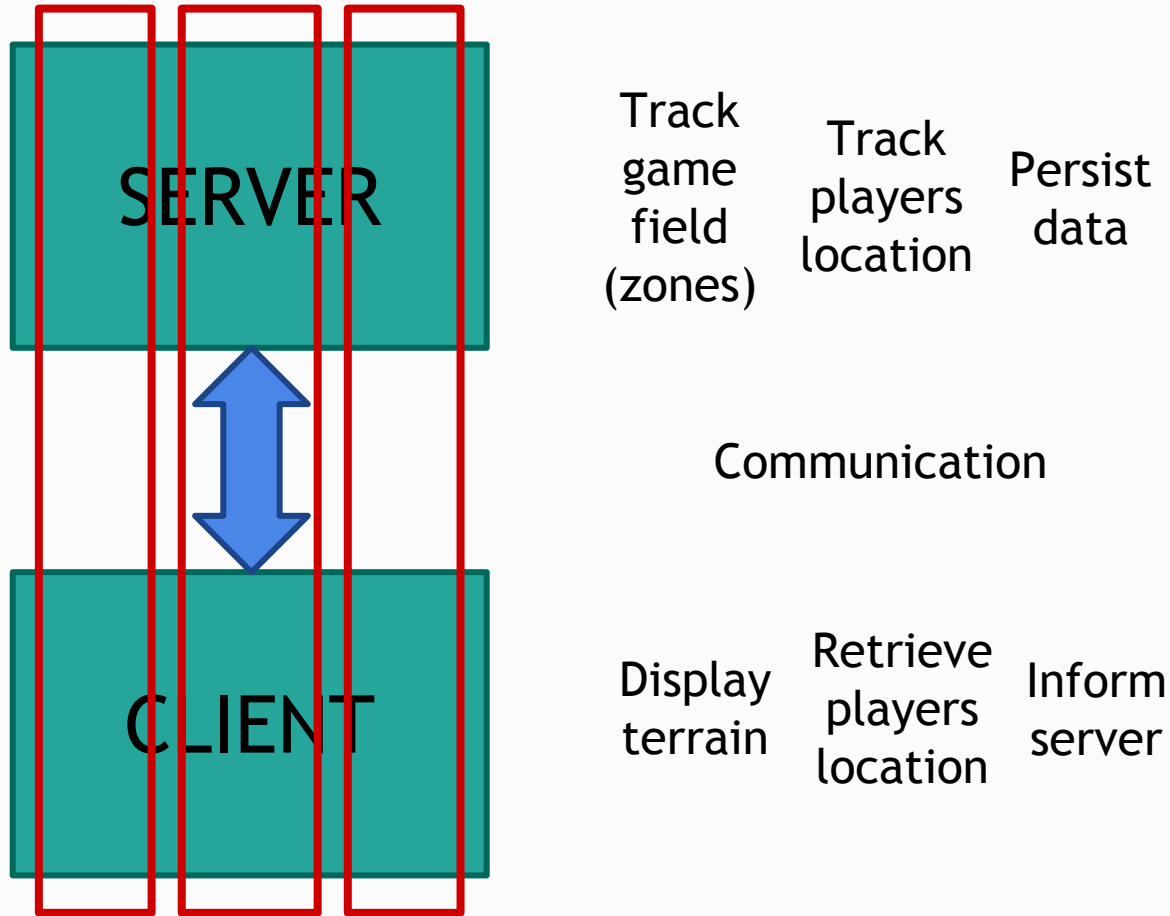 SERVER
Track
game
field
(zones)
Track
players
location
Persist
data
Communication
CLIENT
Display
terrain
Retrieve
players
location
Inform
server